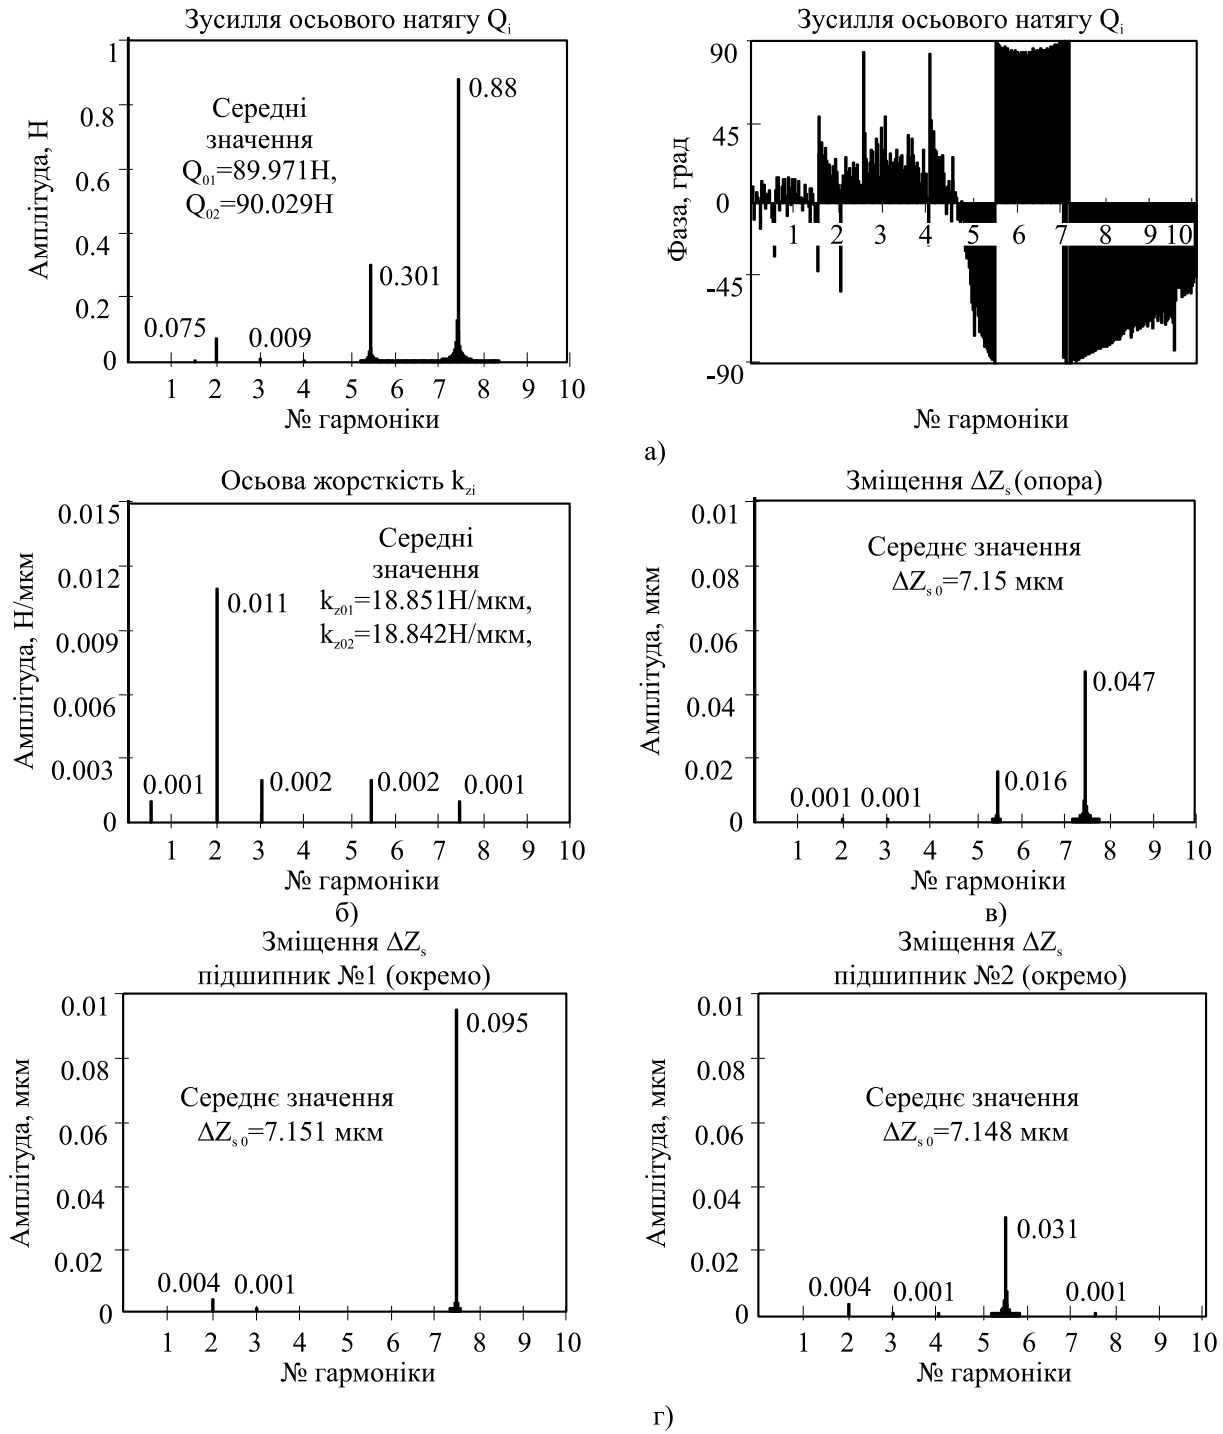 Зусилля осьового натягу Qi
Амплітуда, Н
1
0.8
0.6
0.4
0.2
0
Середні
значення
Q01=89.971Н,
Q02=90.029Н
0.88
0.301
0.075
0.009
1 2 3 4 5 6 7 8 9 10
№ гармоніки
Зусилля осьового натягу Qi
Фаза, град
90
45
0
-45
-90
1 2 3 4 5 6 7 8 9 10
№ гармоніки
а)
Осьова жорсткість kzi
Амплітуда, Н/мкм
0.015
0.012
0.009
0.006
0.003
0
Середні
значення
kz01=18.851Н/мкм,
kz02=18.842Н/мкм,
0.011
0.001
0.002
0.002
0.001
1 2 3 4 5 6 7 8 9 10
№ гармоніки
б)
Зміщення ΔZs (опора)
Амплітуда, мкм
0.01
0.08
0.06
0.04
0.02
0
Середнє значення
ΔZs 0=7.15 мкм
0.047
0.016
0.001
0.001
1 2 3 4 5 6 7 8 9 10
№ гармоніки
в)
Зміщення ΔZs
підшипник №1 (окремо)
Амплітуда, мкм
0.01
0.08
0.06
0.04
0.02
0
Середнє значення
ΔZs 0=7.151 мкм
0.095
0.004
0.001
1 2 3 4 5 6 7 8 9 10
№ гармоніки
Зміщення ΔZs
підшипник №2 (окремо)
Амплітуда, мкм
0.01
0.08
0.06
0.04
0.02
0
Середнє значення
ΔZs 0=7.148 мкм
0.031
0.004
0.001
0.001
1 2 3 4 5 6 7 8 9 10
№ гармоніки
г)